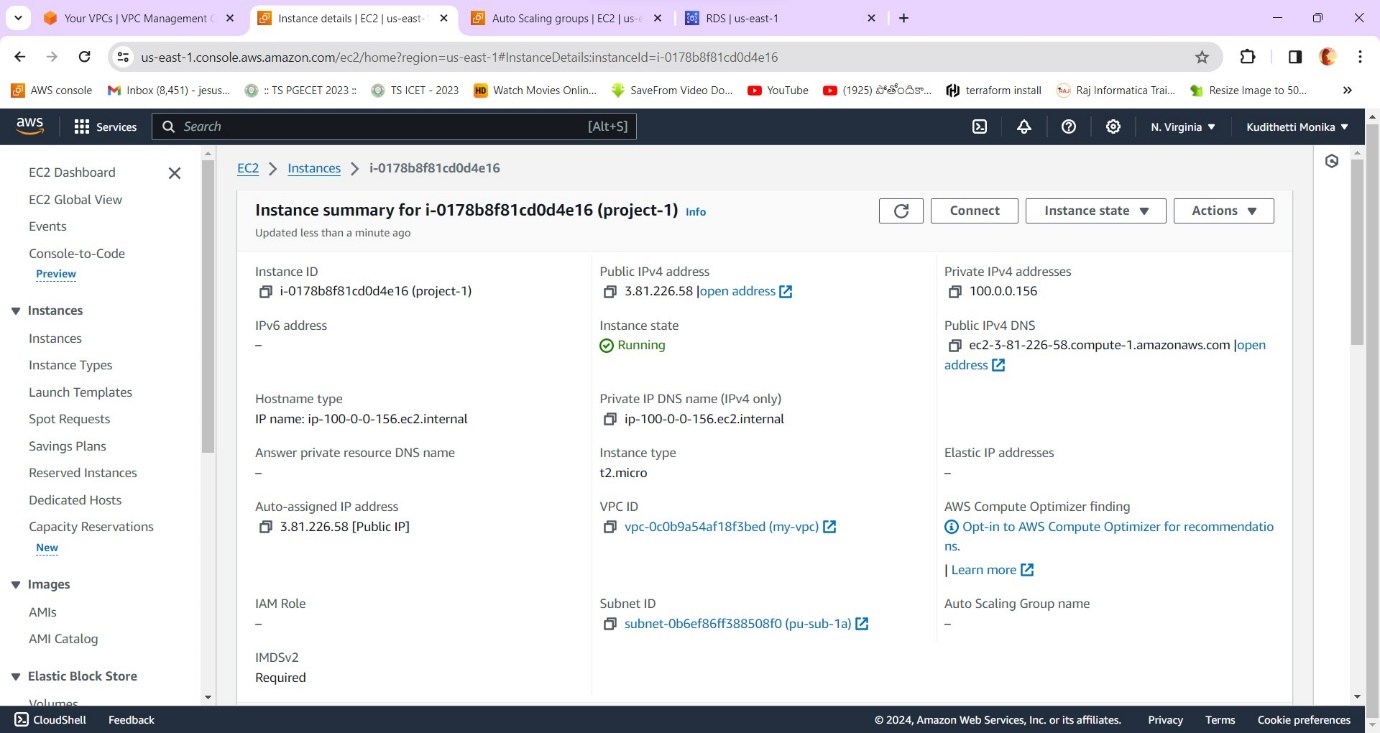 Your VPCs | VPC Management C
Instance details | EC2 | us-east-
Auto Scaling groups | EC2 | us-e
RDS | us-east-1
us-east-1.console.aws.amazon.com/ec2/home?region=us-east-1#InstanceDetails:instanceId=i-0178b8f81cd0d4e16
AWS console
Inbox (8,451) - jesus...
:: TS PGECET 2023 ::
TS ICET - 2023
HD Watch Movies Onlin...
SaveFrom Video Do...
YouTube
(1925)
terraform install
Raj Informatica Trai...
Resize Image to 50...
aws
Services
Search
[Alt+S]
N. Virginia
Kudithetti Monika
EC2 Dashboard
EC2 Global View
Events
Console-to-Code
Preview
Instances
Instances
Instance Types
Launch Templates
Spot Requests
Savings Plans
Reserved Instances
Dedicated Hosts
Capacity Reservations
New
Images
AMIs
AMI Catalog
Elastic Block Store
Volumes
EC2 > Instances > i-0178b8f81cd0d4e16
Instance summary for i-0178b8f81cd0d4e16 (project-1) Info
Updated less than a minute ago
Connect
Instance state
Actions
Instance ID
i-0178b8f81cd0d4e16 (project-1)
Public IPv4 address
3.81.226.58 |open address
Private IPv4 addresses
100.0.0.156
IPv6 address
–
Instance state
Running
Public IPv4 DNS
ec2-3-81-226-58.compute-1.amazonaws.com |open
address
Hostname type
IP name: ip-100-0-0-156.ec2.internal
Private IP DNS name (IPv4 only)
ip-100-0-0-156.ec2.internal
Answer private resource DNS name
–
Instance type
t2.micro
Elastic IP addresses
–
Auto-assigned IP address
3.81.226.58 [Public IP]
VPC ID
vpc-0c0b9a54af18f3bed (my-vpc)
AWS Compute Optimizer finding
Opt-in to AWS Compute Optimizer for recommendatio
ns.
| Learn more
IAM Role
–
Subnet ID
subnet-0b6ef86ff388508f0 (pu-sub-1a)
Auto Scaling Group name
–
IMDSv2
Required
CloudShell
Feedback
© 2024, Amazon Web Services, Inc. or its affiliates.
Privacy
Terms
Cookie preferences